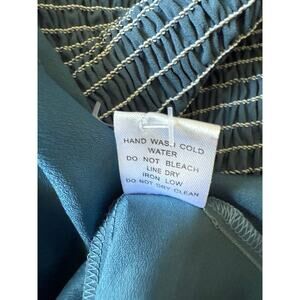 HAND WASH COLD
WATER
DO NOT BLEACH
LINE DRY
IRON LOW
DO NOT DRY CLEAN